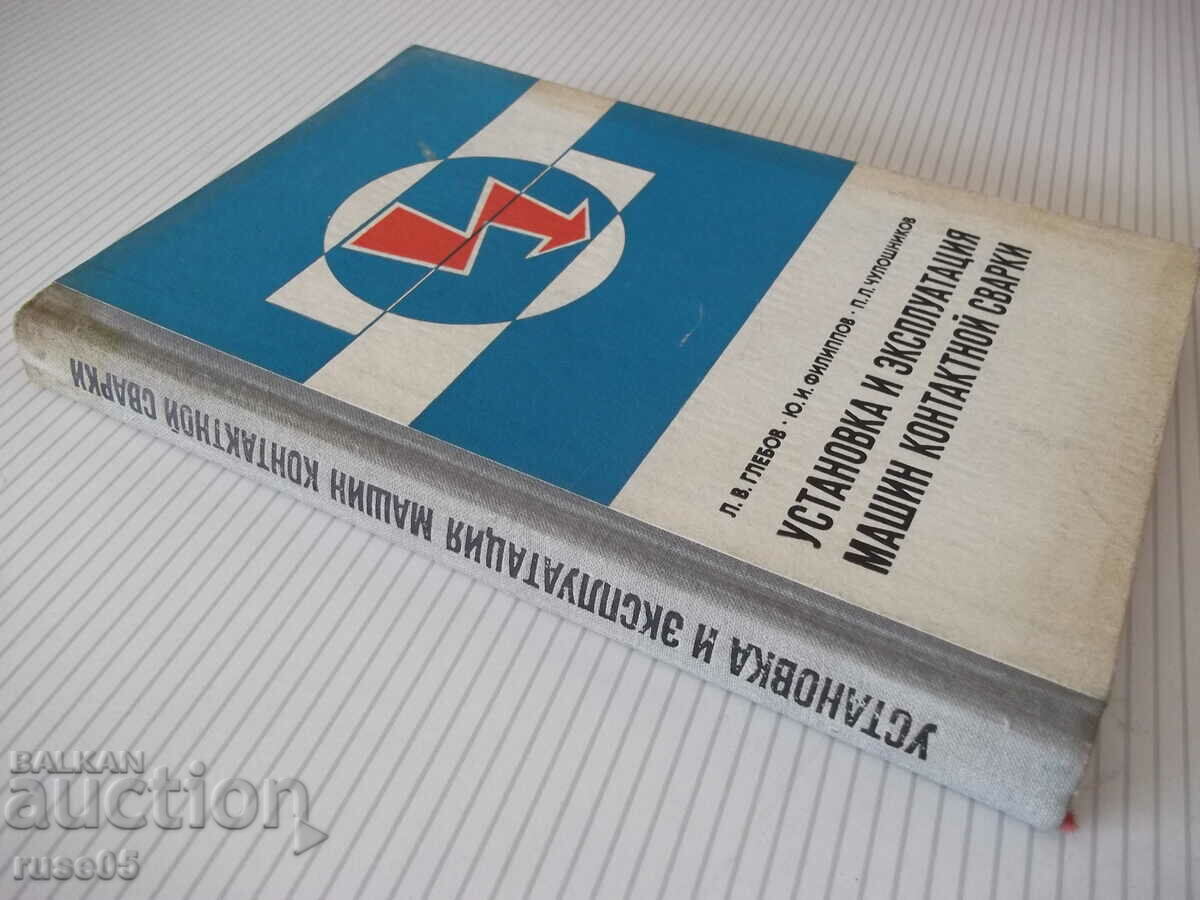 Л. В. ГЛЕБОВ · Ю. И. ФИЛИППОВ · П. Л. ЧУЛОШНИКОВ
УСТАНОВКА И ЭКСПЛУАТАЦИЯ
МАШИН КОНТАКТНОЙ СВАРКИ
УСТАНОВКА И ЭКСПЛУАТАЦИЯ МАШИН КОНТАКТНОЙ СВАРКИ
BALKAN
auction
ruse05